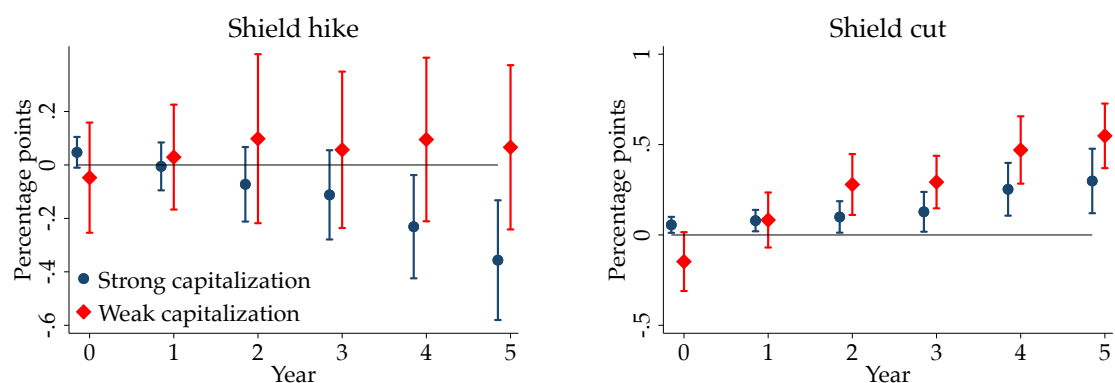 Shield hike
Percentage points
.2
0
-.2
-.4
-.6
Strong capitalization
Weak capitalization
0 1 2 3 4 5
Year
Shield cut
Percentage points
1
.5
0
-.5
0 1 2 3 4 5
Year